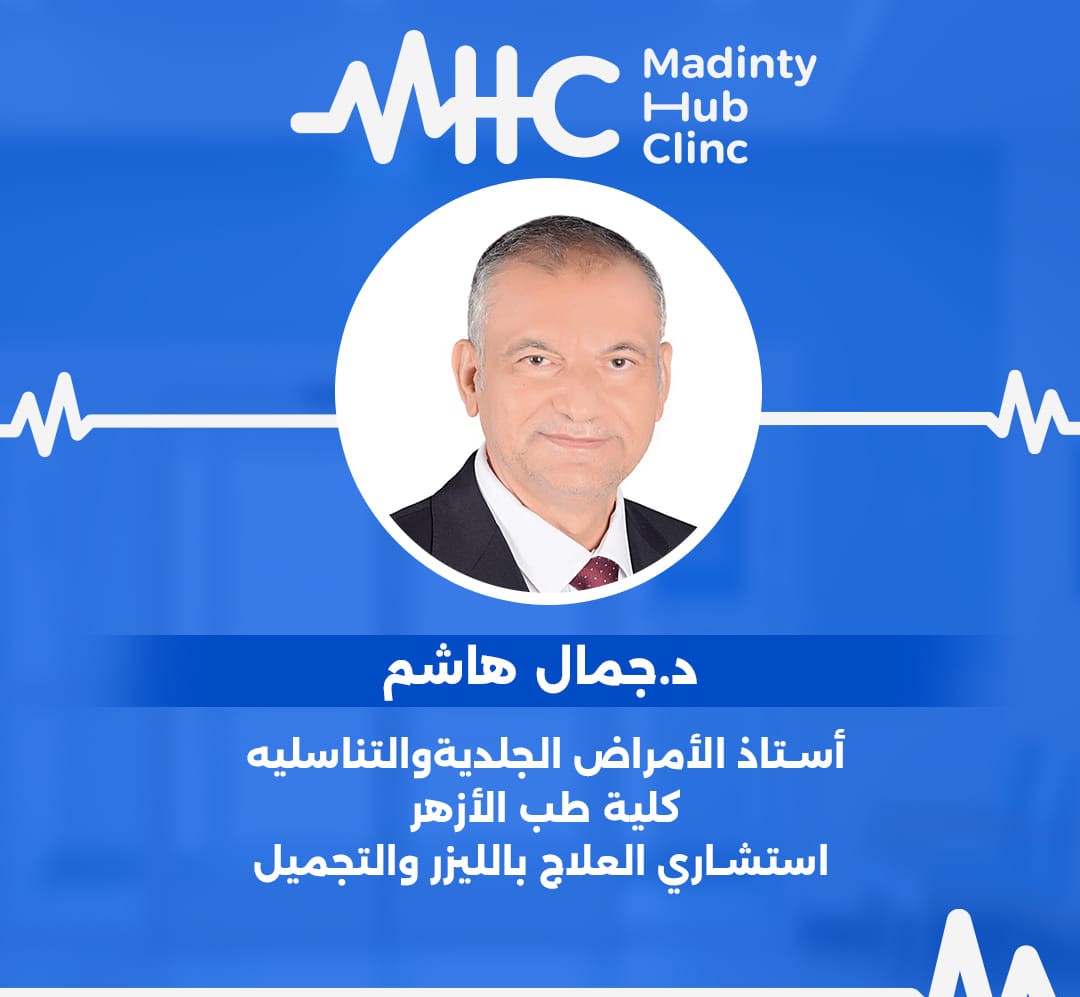 MHC
Madinty
Hub
Clinc
د.جمال هاشم
أستاذ الأمراض الجلديةوالتناسليه
كلية طب الأزهر
استشاري العلاج بالليزر والتجميل